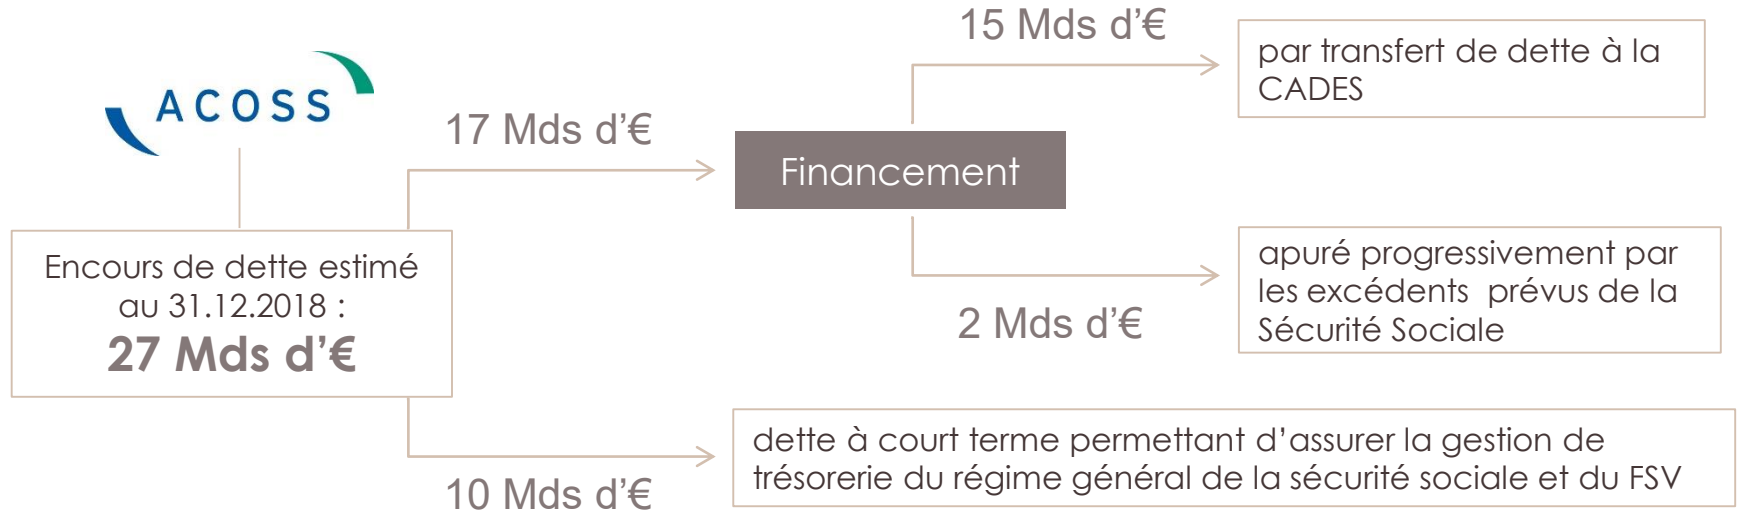 ACOSS
Encours de dette estimé
au 31.12.2018 :
27 Mds d’€
17 Mds d’€
Financement
15 Mds d’€
par transfert de dette à la
CADES
2 Mds d’€
apuré progressivement par
les excédents  prévus de la
Sécurité Sociale
10 Mds d’€
dette à court terme permettant d’assurer la gestion de
trésorerie du régime général de la sécurité sociale et du FSV